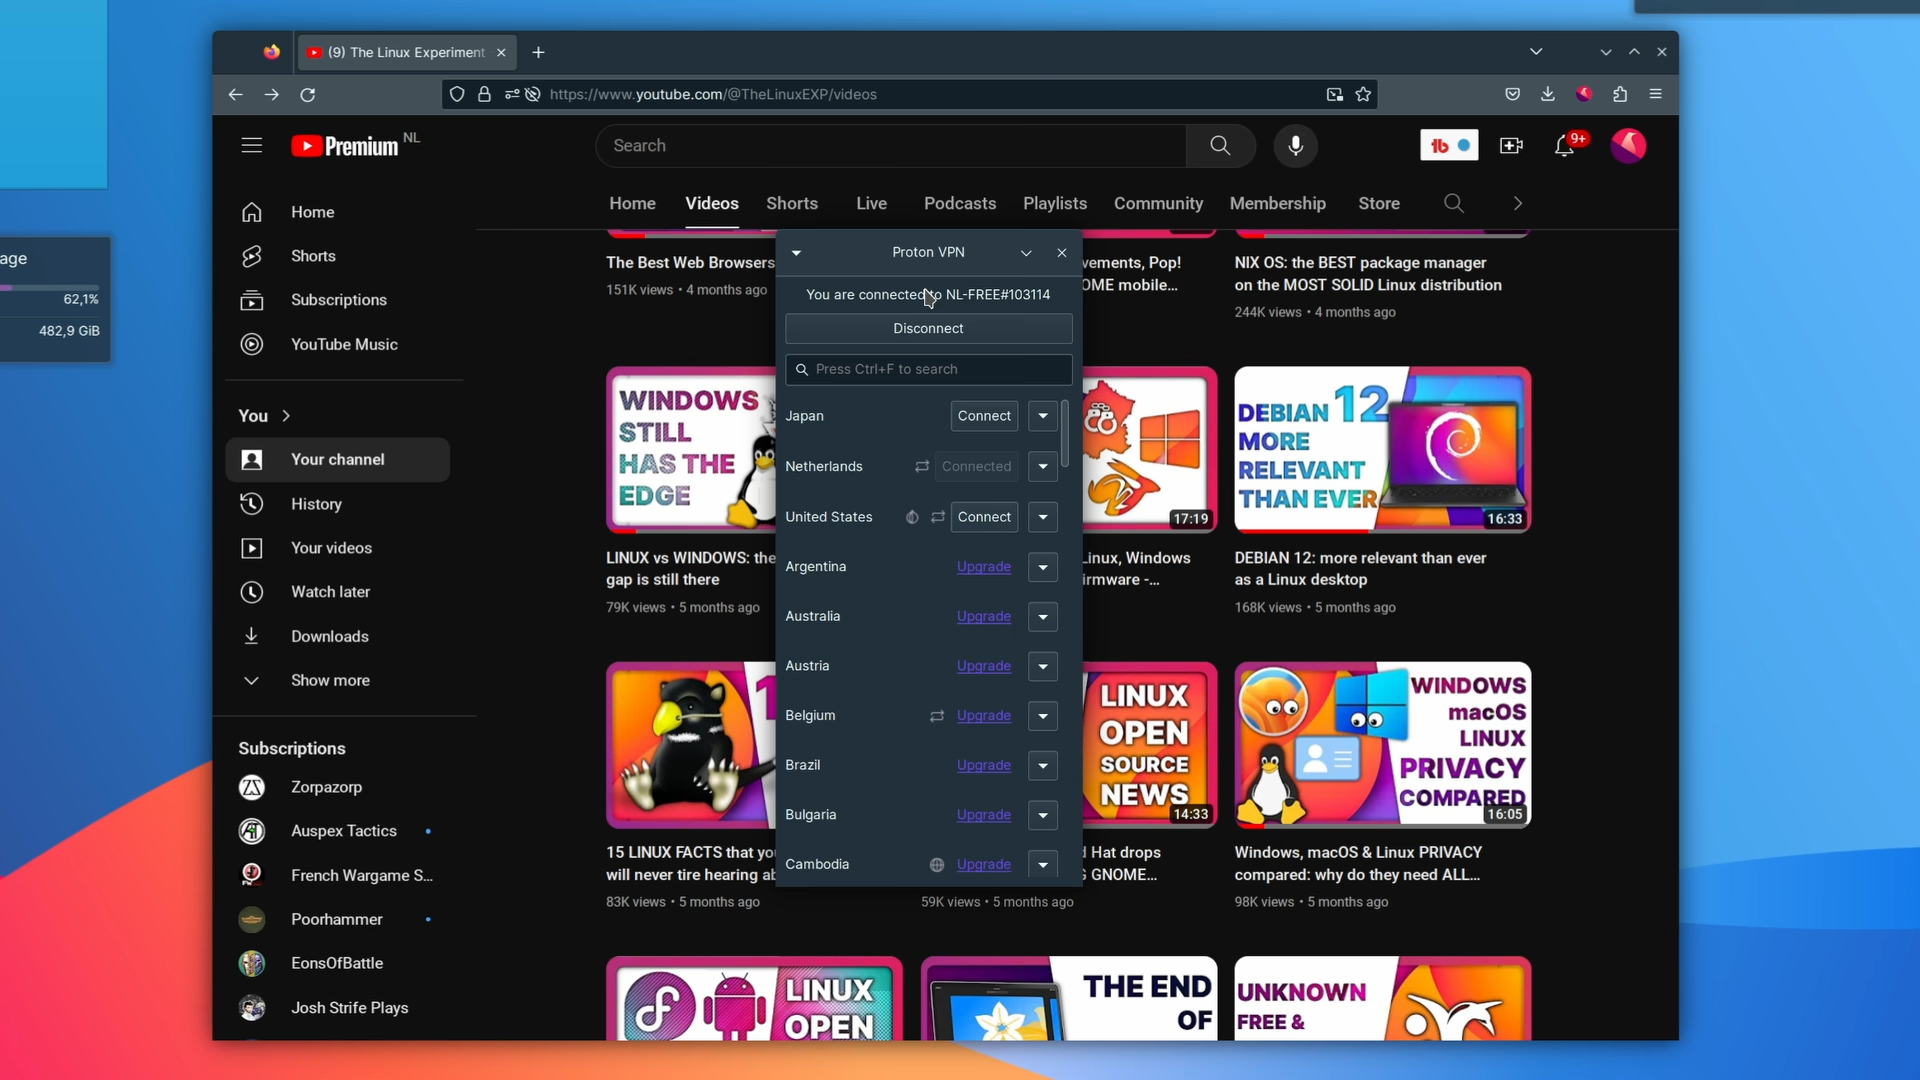 (9) The Linux Experiment
https://www.youtube.com/@TheLinuxEXP/videos
Premium NL
Search
9+
Home
Videos
Shorts
Live
Podcasts
Playlists
Community
Membership
Store
age
62,1%
482,9 GiB
Home
Shorts
Subscriptions
YouTube Music
You
Your channel
History
Your videos
Watch later
Downloads
Show more
Subscriptions
Zorpazorp
Auspex Tactics
French Wargame S...
Poorhammer
EonsOfBattle
Josh Strife Plays
Proton VPN
You are connected to NL-FREE#103114
Disconnect
Press Ctrl+F to search
Japan
Connect
Netherlands
Connected
United States
Connect
Argentina
Upgrade
Australia
Upgrade
Austria
Upgrade
Belgium
Upgrade
Brazil
Upgrade
Bulgaria
Upgrade
Cambodia
Upgrade
The Best Web Browsers
151K views • 4 months ago
vements, Pop!
OME mobile...
NIX OS: the BEST package manager
on the MOST SOLID Linux distribution
244K views • 4 months ago
WINDOWS
STILL
HAS THE
EDGE
LINUX vs WINDOWS: the
gap is still there
79K views • 5 months ago
17:19
Linux, Windows
irmware -...
DEBIAN 12
MORE
RELEVANT
THAN EVER
16:33
DEBIAN 12: more relevant than ever
as a Linux desktop
168K views • 5 months ago
1
15 LINUX FACTS that you
will never tire hearing ab
83K views • 5 months ago
LINUX
OPEN
SOURCE
NEWS
14:33
d Hat drops
GNOME...
59K views • 5 months ago
WINDOWS
macOS
LINUX
PRIVACY
COMPARED
16:05
Windows, macOS & Linux PRIVACY
compared: why do they need ALL...
98K views • 5 months ago
LINUX
OPEN
THE END
OF
UNKNOWN
FREE &